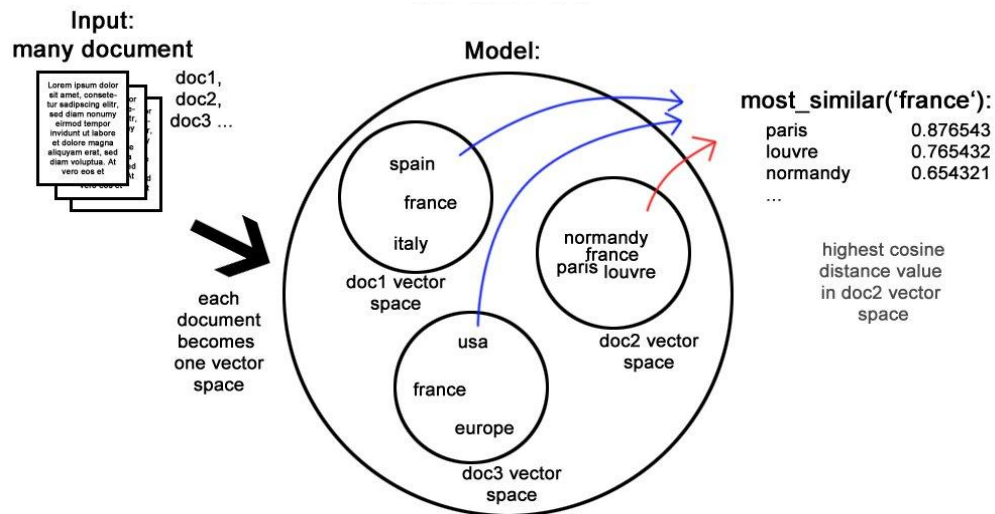 Input:
many document
Lorem ipsum dolor
sit amet, consete-
tur sadipscing elitr,
sed diam nonumy
eirmod tempor
invidunt ut labore
et dolore magna
aliquyam erat, sed
diam voluptua. At
vero eos et
doc1,
doc2,
doc3 ...
each
document
becomes
one vector
space
Model:
spain
france
italy
doc1 vector
space
normandy
france
paris louvre
doc2 vector
space
usa
france
europe
doc3 vector
space
most_similar(‘france‘):
paris 0.876543
louvre 0.765432
normandy 0.654321
...
highest cosine
distance value
in doc2 vector
space